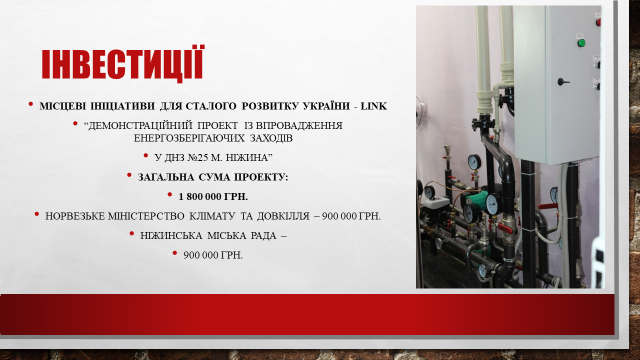 ІНВЕСТИЦІЇ
МІСЦЕВІ ІНІЦІАТИВИ ДЛЯ СТАЛОГО РОЗВИТКУ УКРАЇНИ - LINK
“ДЕМОНСТРАЦІЙНИЙ ПРОЕКТ ІЗ ВПРОВАДЖЕННЯ
ЕНЕРГОЗБЕРІГАЮЧИХ ЗАХОДІВ
У ДНЗ №25 М. НІЖИНА”
ЗАГАЛЬНА СУМА ПРОЕКТУ:
1 800 000 ГРН.
НОРВЕЗЬКЕ МІНІСТЕРСТВО КЛІМАТУ ТА ДОВКІЛЛЯ – 900 000 ГРН.
НІЖИНСЬКА МІСЬКА РАДА –
900 000 ГРН.